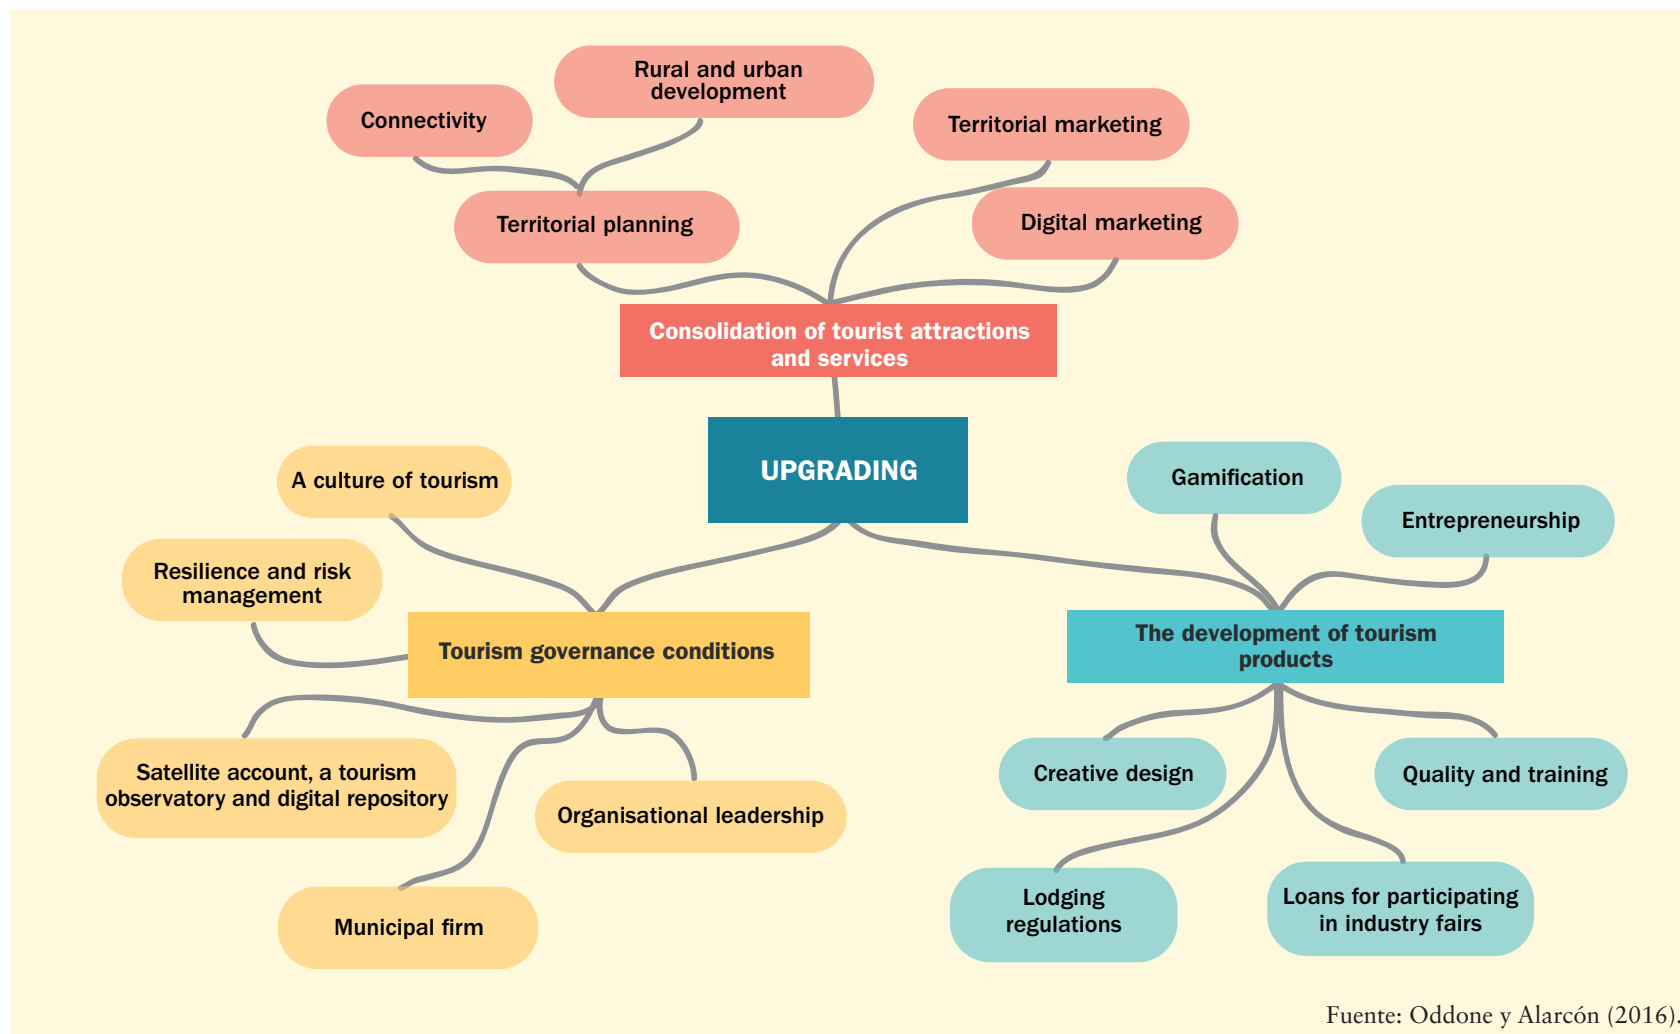 Rural and urban
development
Connectivity
Territorial marketing
Territorial planning
Digital marketing
Consolidation of tourist attractions
and services
UPGRADING
A culture of tourism
Gamification
Entrepreneurship
Resilience and risk
management
Tourism governance conditions
The development of tourism
products
Satellite account, a tourism
observatory and digital repository
Organisational leadership
Creative design
Quality and training
Municipal firm
Lodging
regulations
Loans for participating
in industry fairs
Fuente: Oddone y Alarcón (2016).